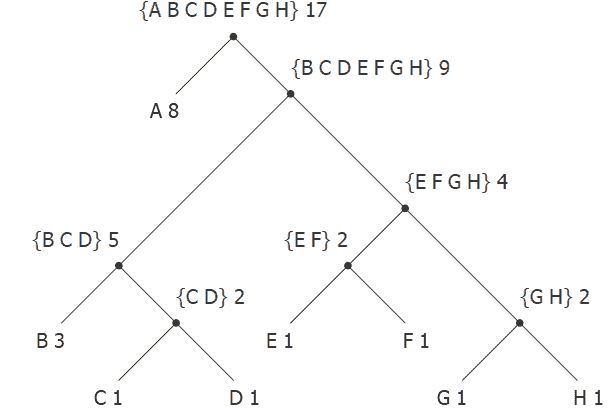 {A B C D E F G H} 17
{B C D E F G H} 9
A 8
{E F G H} 4
{B C D} 5
{E F} 2
{C D} 2
{G H} 2
B 3
E 1
F 1
C 1
D 1
G 1
H 1